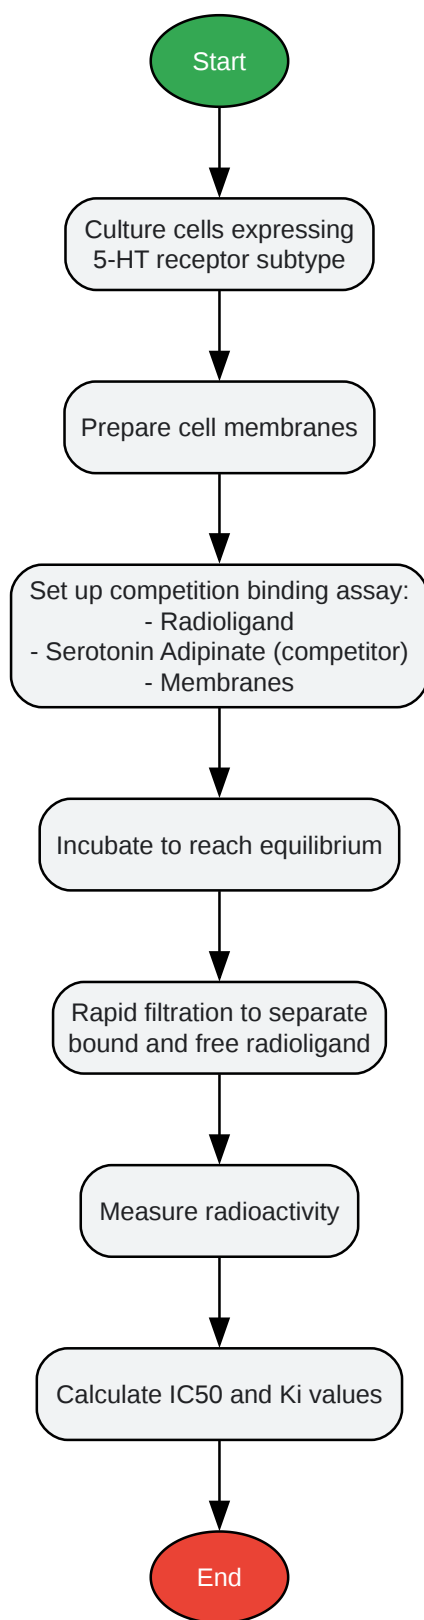 Start
Culture cells expressing
5-HT receptor subtype
Prepare cell membranes
Set up competition binding assay:
- Radioligand
- Serotonin Adipinate (competitor)
- Membranes
Incubate to reach equilibrium
Rapid filtration to separate
bound and free radioligand
Measure radioactivity
Calculate IC50 and Ki values
End